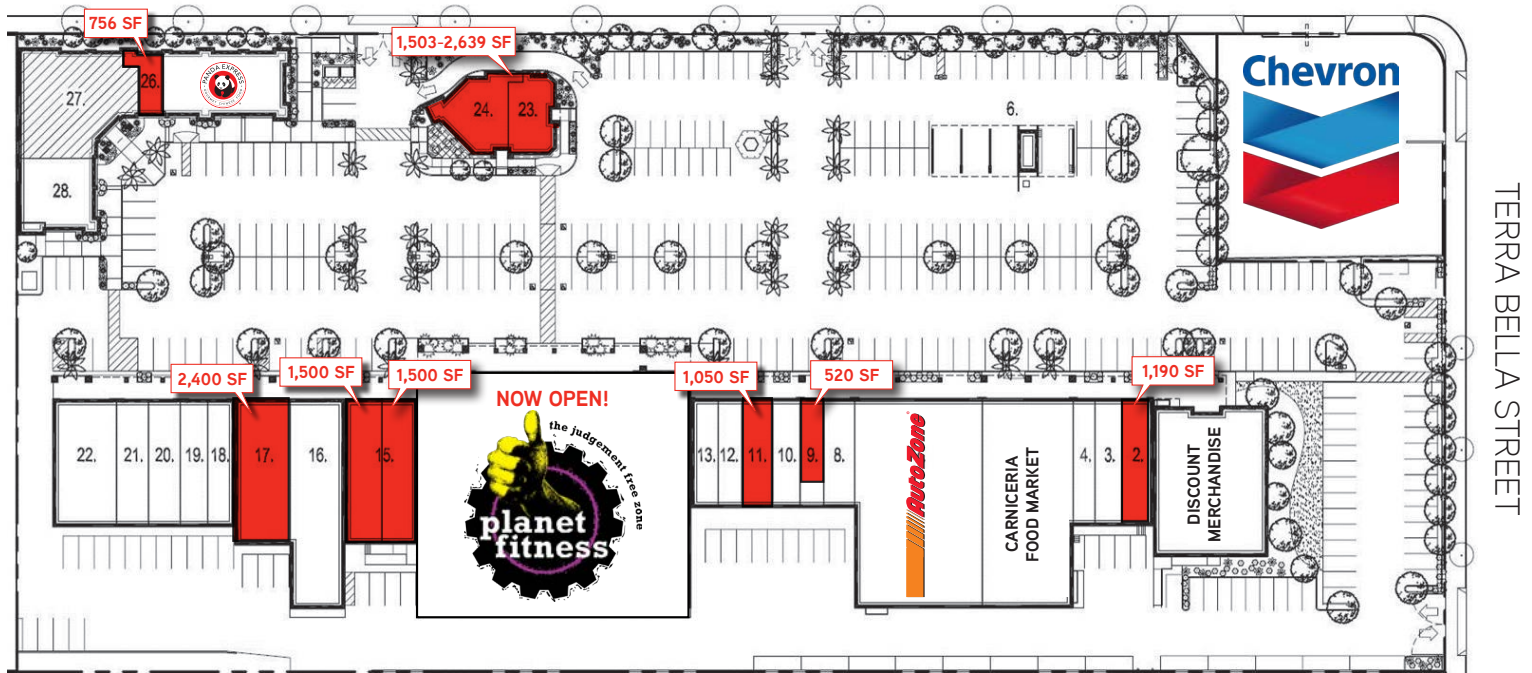 756 SF
1,503-2,639 SF
26.
PANDA EXPRESS
27.
24.
23.
6.
Chevron
28.
TERRA BELLA STREET
2,400 SF
1,500 SF
1,500 SF
1,050 SF
520 SF
1,190 SF
NOW OPEN!
the judgement free zone
planet
fitness
22.
21.
20.
19.
18.
17.
16.
15.
13.
12.
11.
10.
9.
8.
AutoZone
CARNICERIA
FOOD MARKET
4.
3.
2.
DISCOUNT
MERCHANDISE